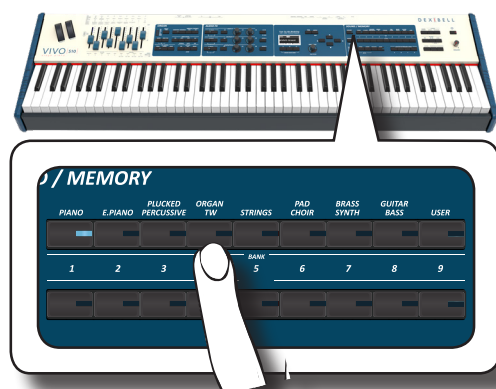 DEXIBELL
VIVO S10
D / MEMORY
PIANO E.PIANO PLUCKED PERCUSSIVE ORGAN TW STRINGS PAD CHOIR BRASS SYNTH GUITAR BASS USER
BANK
1 2 3 5 6 7 8 9